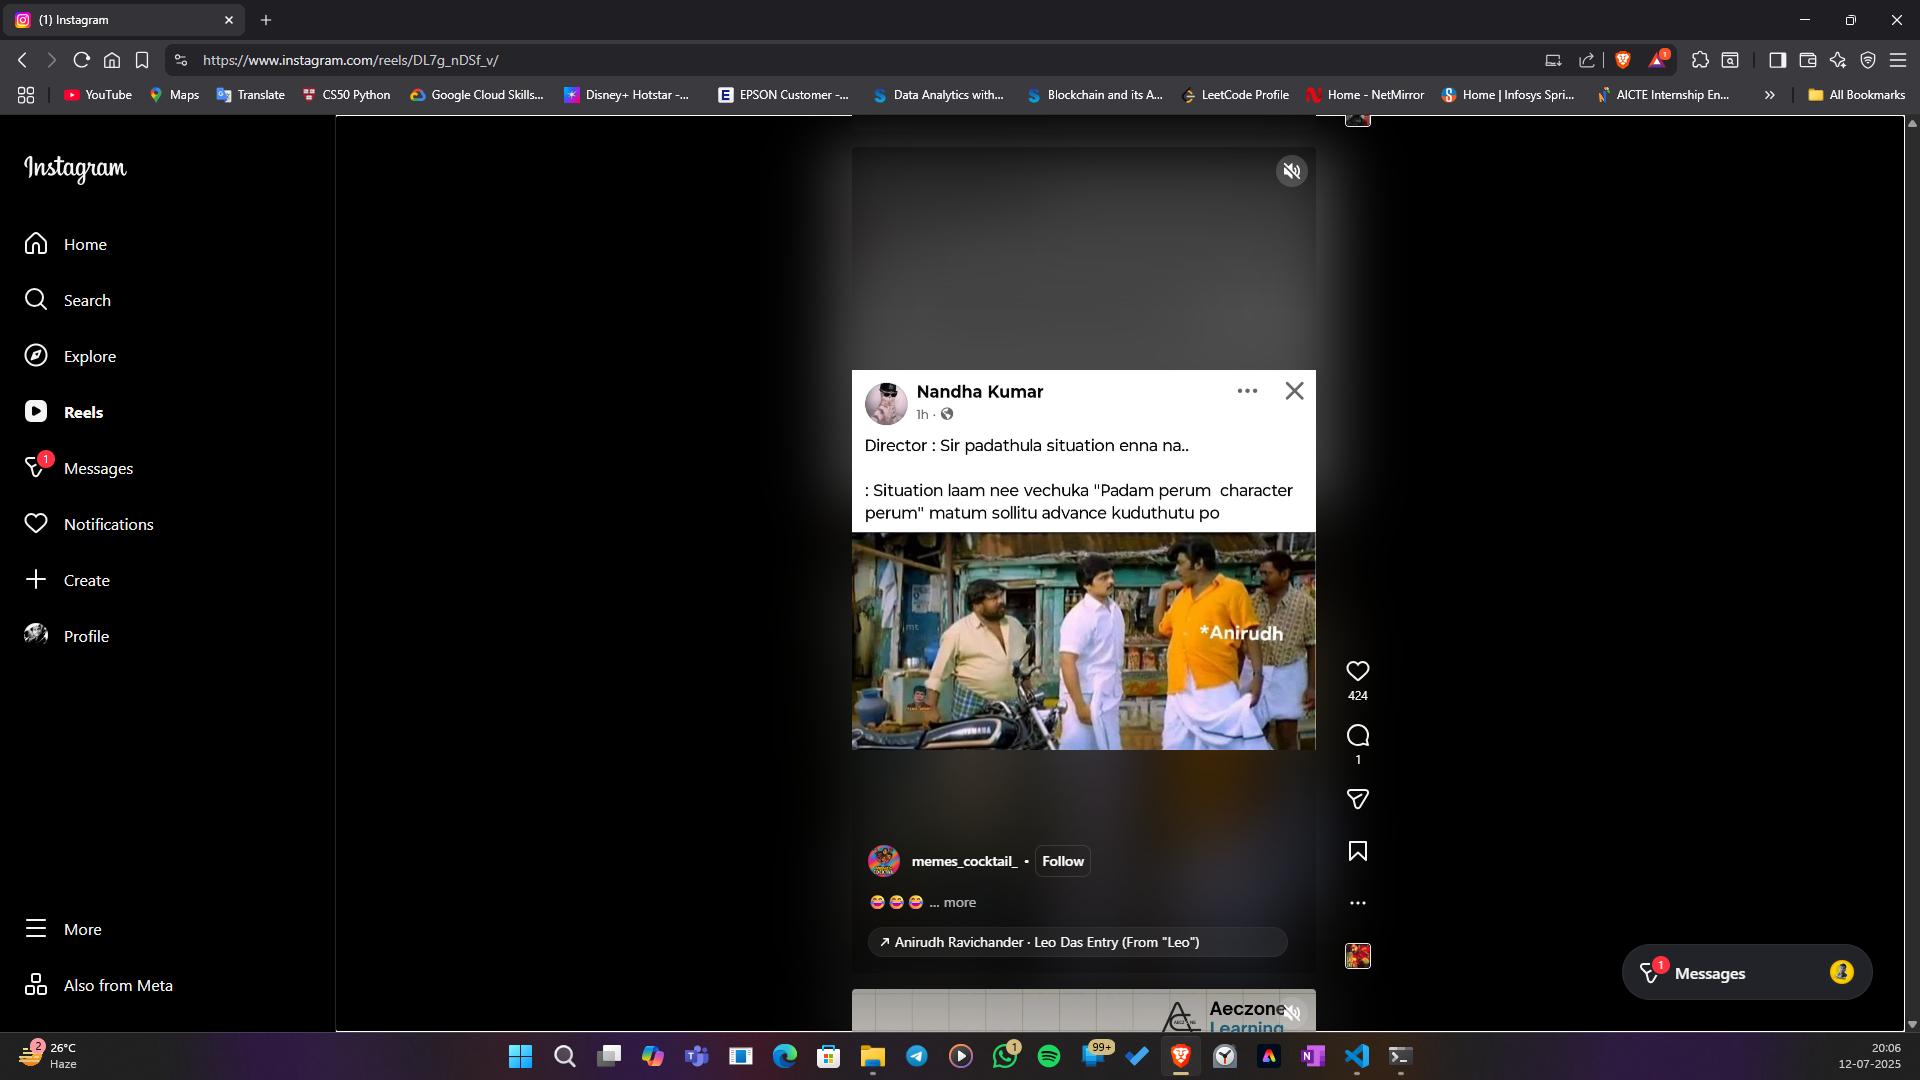 (1) Instagram
https://www.instagram.com/reels/DL7g_nDSf_v/
1
YouTube
Maps
Translate
CS50 Python
Google Cloud Skills...
Disney+ Hotstar -...
EPSON Customer -...
Data Analytics with...
Blockchain and its A...
LeetCode Profile
Home - NetMirror
Home | Infosys Spri...
AICTE Internship En...
All Bookmarks
Instagram
Home
Search
Explore
Reels
1
Messages
Notifications
Create
Profile
More
Also from Meta
Nandha Kumar
1h ·
Director : Sir padathula situation enna na..
: Situation laam nee vechuka "Padam perum character
perum" matum sollitu advance kuduthutu po
mt
*Anirudh
YAMAHA
424
1
memes_cocktail_ • Follow
😂😂😂 ... more
Anirudh Ravichander · Leo Das Entry (From "Leo")
Aeczone
Learning
1
Messages
2
26°C
Haze
1
99+
20:06
12-07-2025